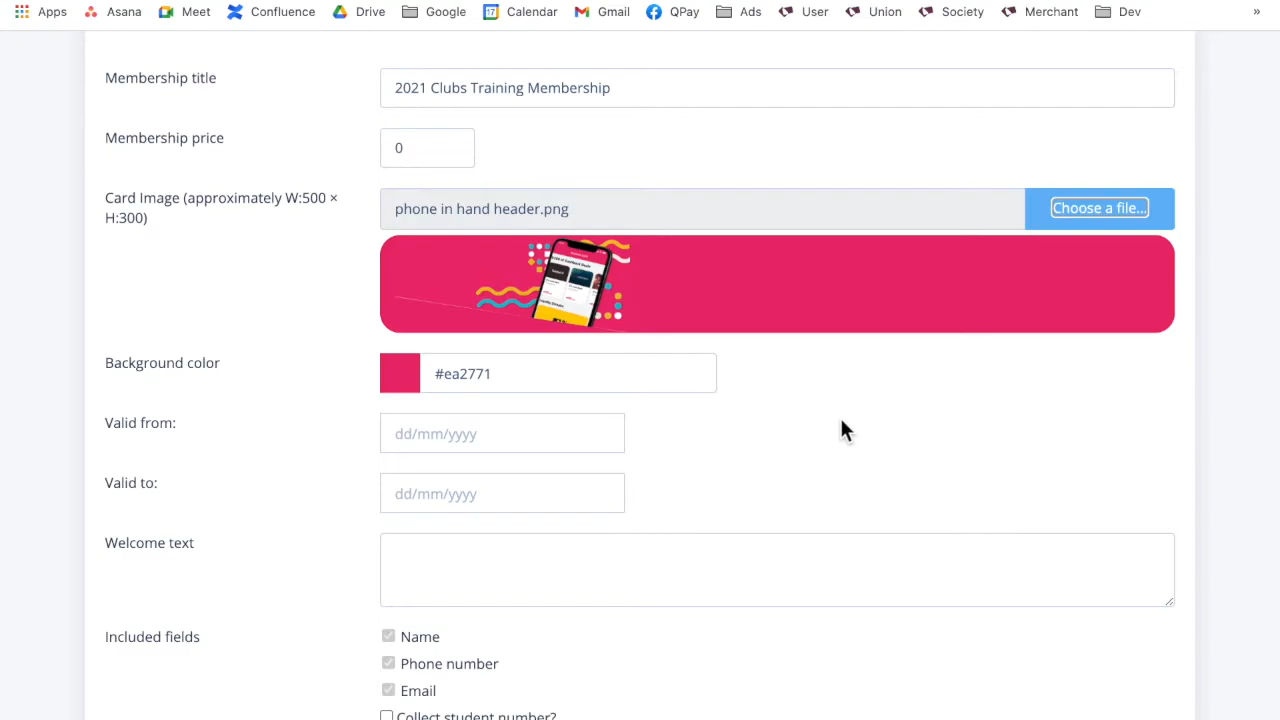 Apps Asana Meet Confluence Drive Google 17 Calendar Gmail QPay Ads User Union Society Merchant Dev »
Membership title
2021 Clubs Training Membership
Membership price
0
Card Image (approximately W:500 ×
H:300)
phone in hand header.png
Choose a file...
Background color
#ea2771
Valid from:
dd/mm/yyyy
Valid to:
dd/mm/yyyy
Welcome text
Included fields
Name
Phone number
Email
Collect student number?